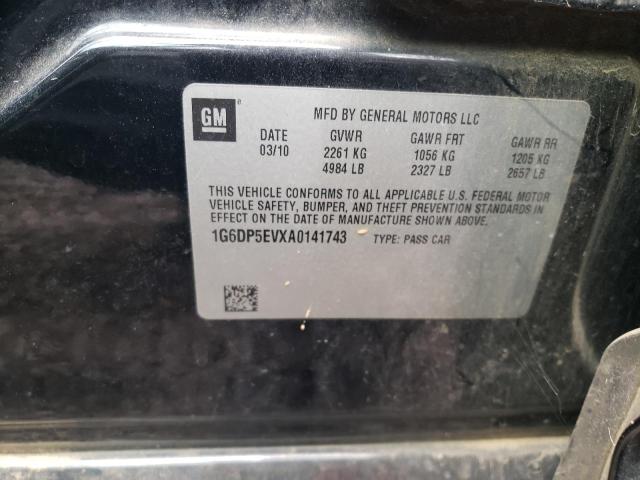 GM®
MFD BY GENERAL MOTORS LLC
DATE GVWR GAWR FRT GAWR RR
03/10 2261 KG 1056 KG 1205 KG
4984 LB 2327 LB 2657 LB
THIS VEHICLE CONFORMS TO ALL APPLICABLE U.S. FEDERAL MOTOR
VEHICLE SAFETY, BUMPER, AND THEFT PREVENTION STANDARDS IN
EFFECT ON THE DATE OF MANUFACTURE SHOWN ABOVE.
1G6DP5EVXA0141743 TYPE: PASS CAR